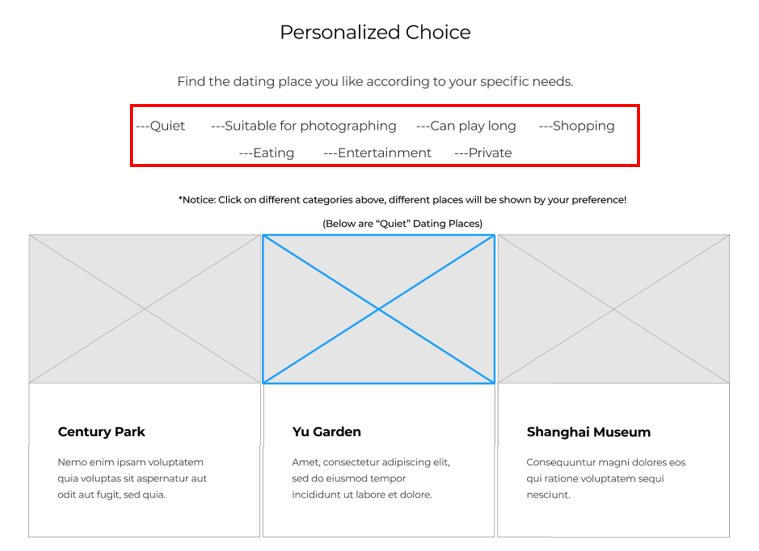 Personalized Choice
Find the dating place you like according to your specific needs.
---Quiet ---Suitable for photographing ---Can play long ---Shopping
---Eating ---Entertainment ---Private
*Notice: Click on different categories above, different places will be shown by your preference!
(Below are “Quiet” Dating Places)
Century Park
Nemo enim ipsam voluptatem
quia voluptas sit aspernatur aut
odit aut fugit, sed quia.
Yu Garden
Amet, consectetur adipiscing elit,
sed do eiusmod tempor
incididunt ut labore et dolore.
Shanghai Museum
Consequuntur magni dolores eos
qui ratione voluptatem sequi
nesciunt.